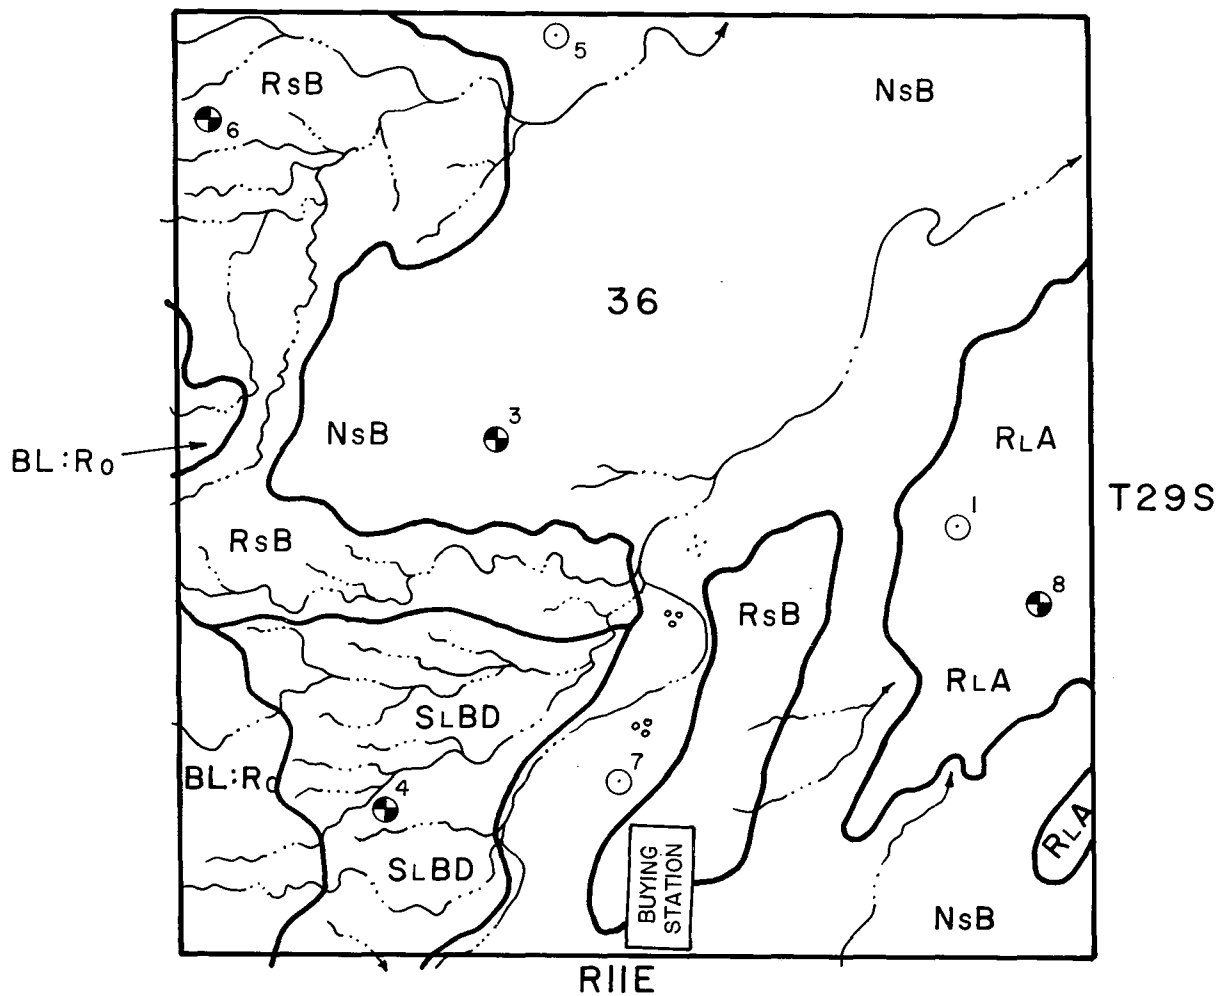 5
RsB
NsB
6
36
3
NsB
RLA
BL:Ro
T29S
1
RsB
8
RsB
RLA
SLBD
7
BL:Ro
4
RLA
BUYING
STATION
SLBD
NsB
R11E